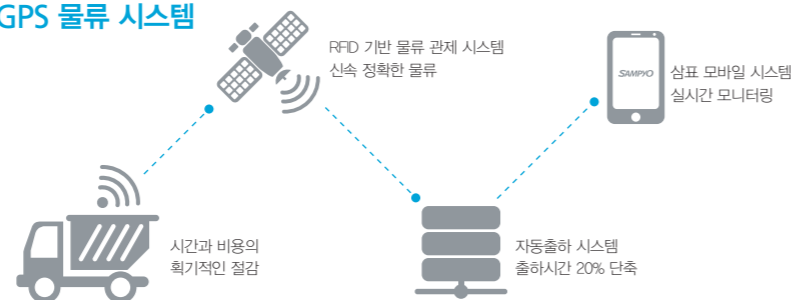 GPS 물류 시스템
RFID 기반 물류 관제 시스템
신속 정확한 물류
SAMPYO
삼표 모바일 시스템
실시간 모니터링
시간과 비용의
획기적인 절감
자동출하 시스템
출하시간 20% 단축